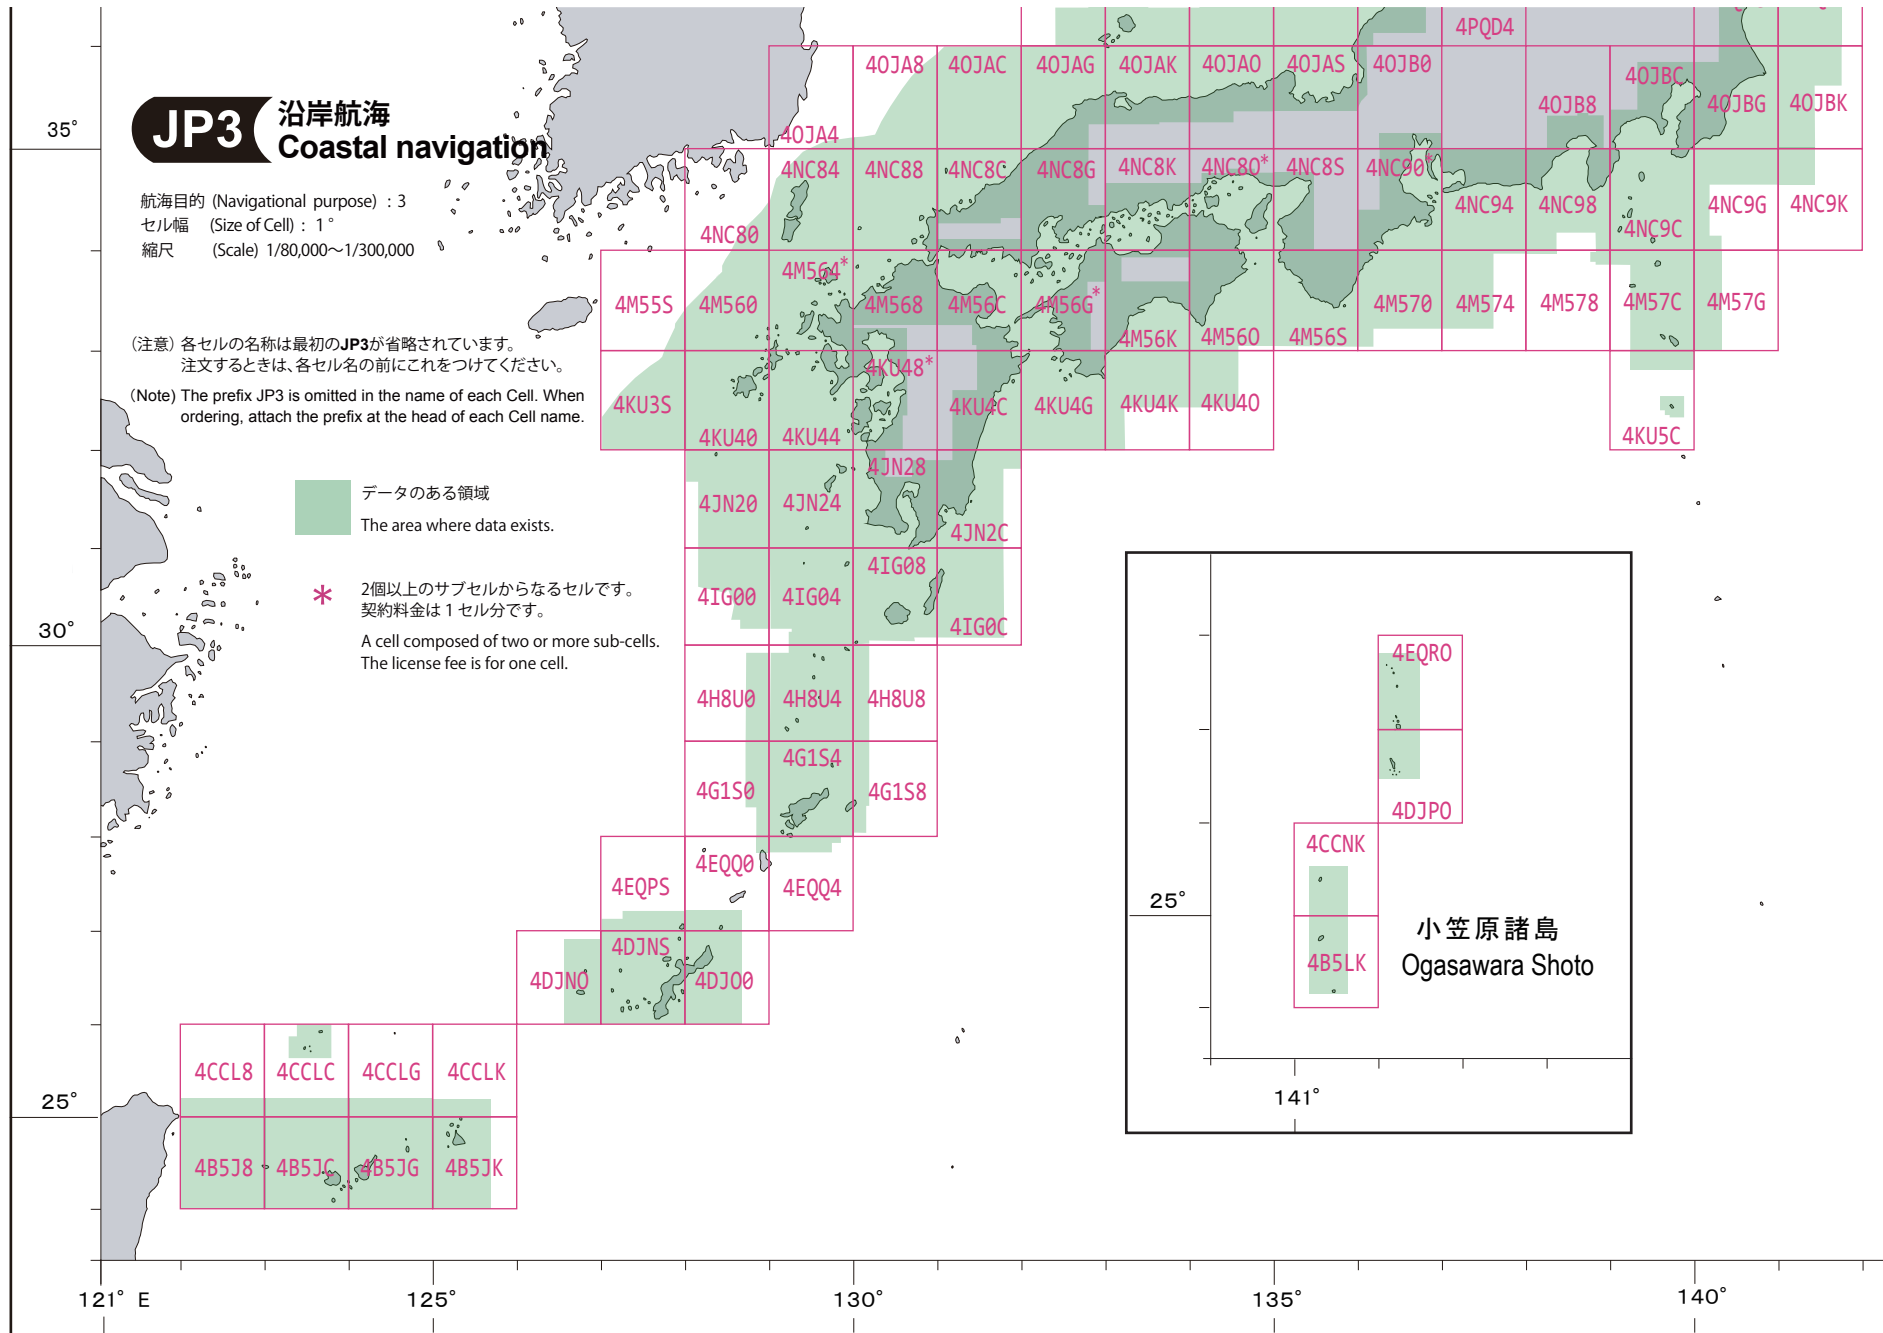 4PQD4
4OJA8 4OJAC 4OJAG 4OJAK 4OJAO 4OJAS 4OJB0 4OJBC
4OJB8 4OJBG 4OJBK
JP3
沿岸航海
Coastal navigation
35°
4OJA4
4NC84 4NC88 4NC8C 4NC8G 4NC8K 4NC8O* 4NC8S 4NC90*
航海目的 (Navigational purpose) : 3
セル幅 (Size of Cell) : 1°
縮尺 (Scale) 1/80,000〜1/300,000
4NC94 4NC98 4NC9G 4NC9K
4NC80 4NC9C
4M564*
4M55S 4M560 4M568 4M56C 4M56G* 4M570 4M574 4M578 4M57C 4M57G
4M56K 4M56O 4M56S
(注意) 各セルの名称は最初のJP3が省略されています。
注文するときは、各セル名の前にこれをつけてください。
(Note) The prefix JP3 is omitted in the name of each Cell. When
ordering, attach the prefix at the head of each Cell name.
4KU48*
4KU3S 4KU4C 4KU4G 4KU4K 4KU4O
4KU40 4KU44 4KU5C
4JN28
データのある領域
The area where data exists.
4JN20 4JN24
4JN2C
4IG08
* 2個以上のサブセルからなるセルです。
契約料金は1セル分です。
A cell composed of two or more sub-cells.
The license fee is for one cell.
4IG00 4IG04
4IG0C
30°
4H8U0 4H8U4 4H8U8
4G1S4
4G1S0 4G1S8
4EQQ0
4EQPS 4EQQ4
4DJNS
4DJNO 4DJO0
4CCL8 4CCLC 4CCLG 4CCLK
25°
4B5J8 4B5JC 4B5JG 4B5JK
4EQRO
4DJPO
4CCNK
25°
4B5LK
小笠原諸島
Ogasawara Shoto
141°
121° E 125° 130° 135° 140°